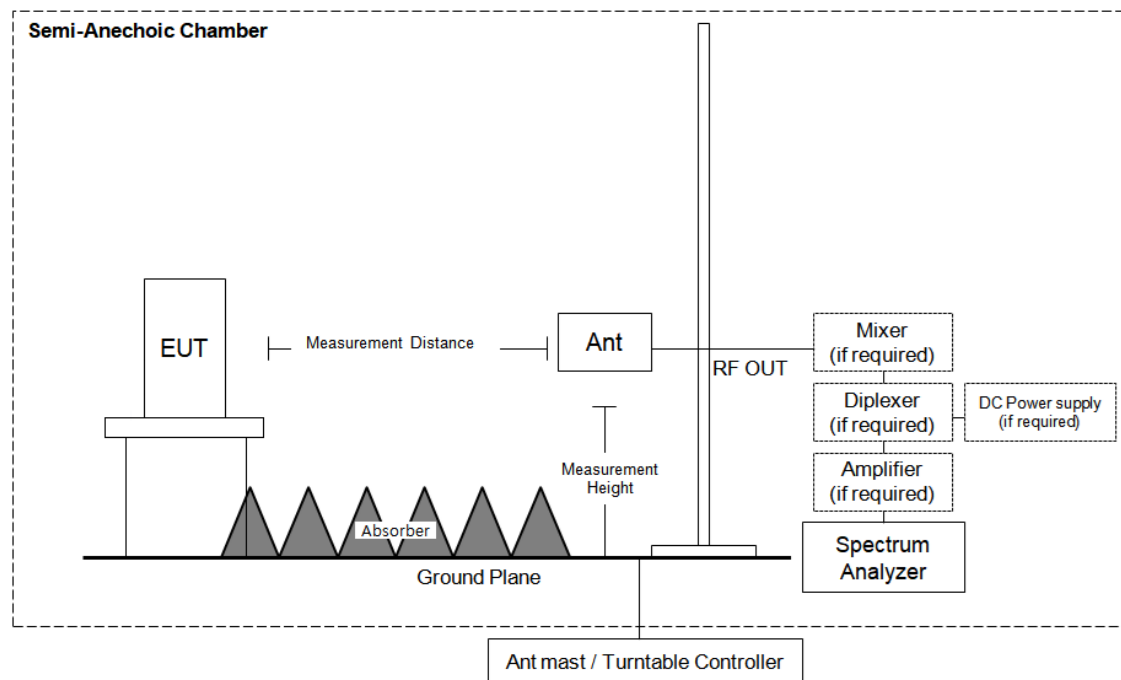 Semi-Anechoic Chamber
EUT
Measurement Distance
Ant
RF OUT
Mixer
(if required)
Diplexer
(if required)
DC Power supply
(if required)
Measurement
Height
Amplifier
(if required)
Absorber
Spectrum
Analyzer
Ground Plane
Ant mast / Turntable Controller